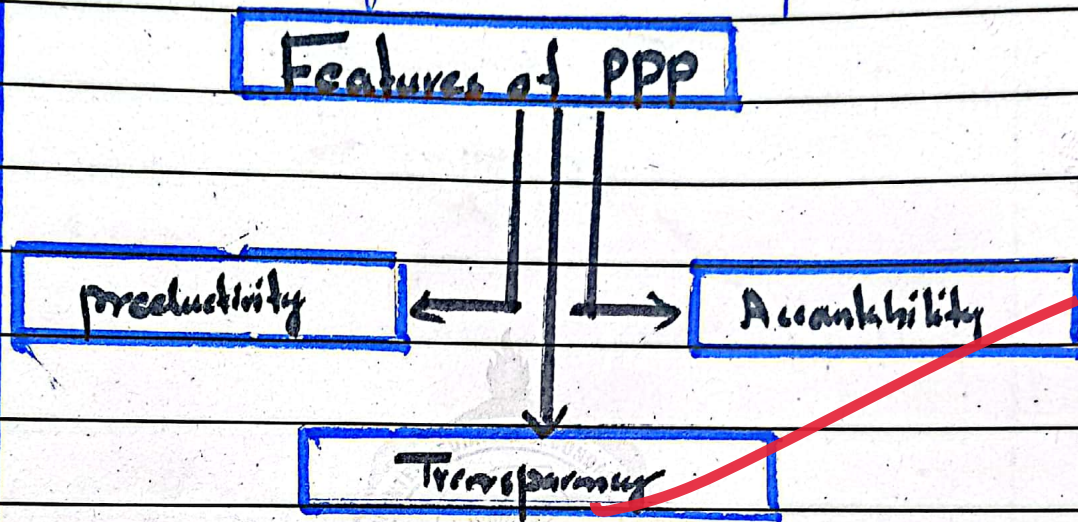 Features of PPP
productivity
Accountability
Transparency